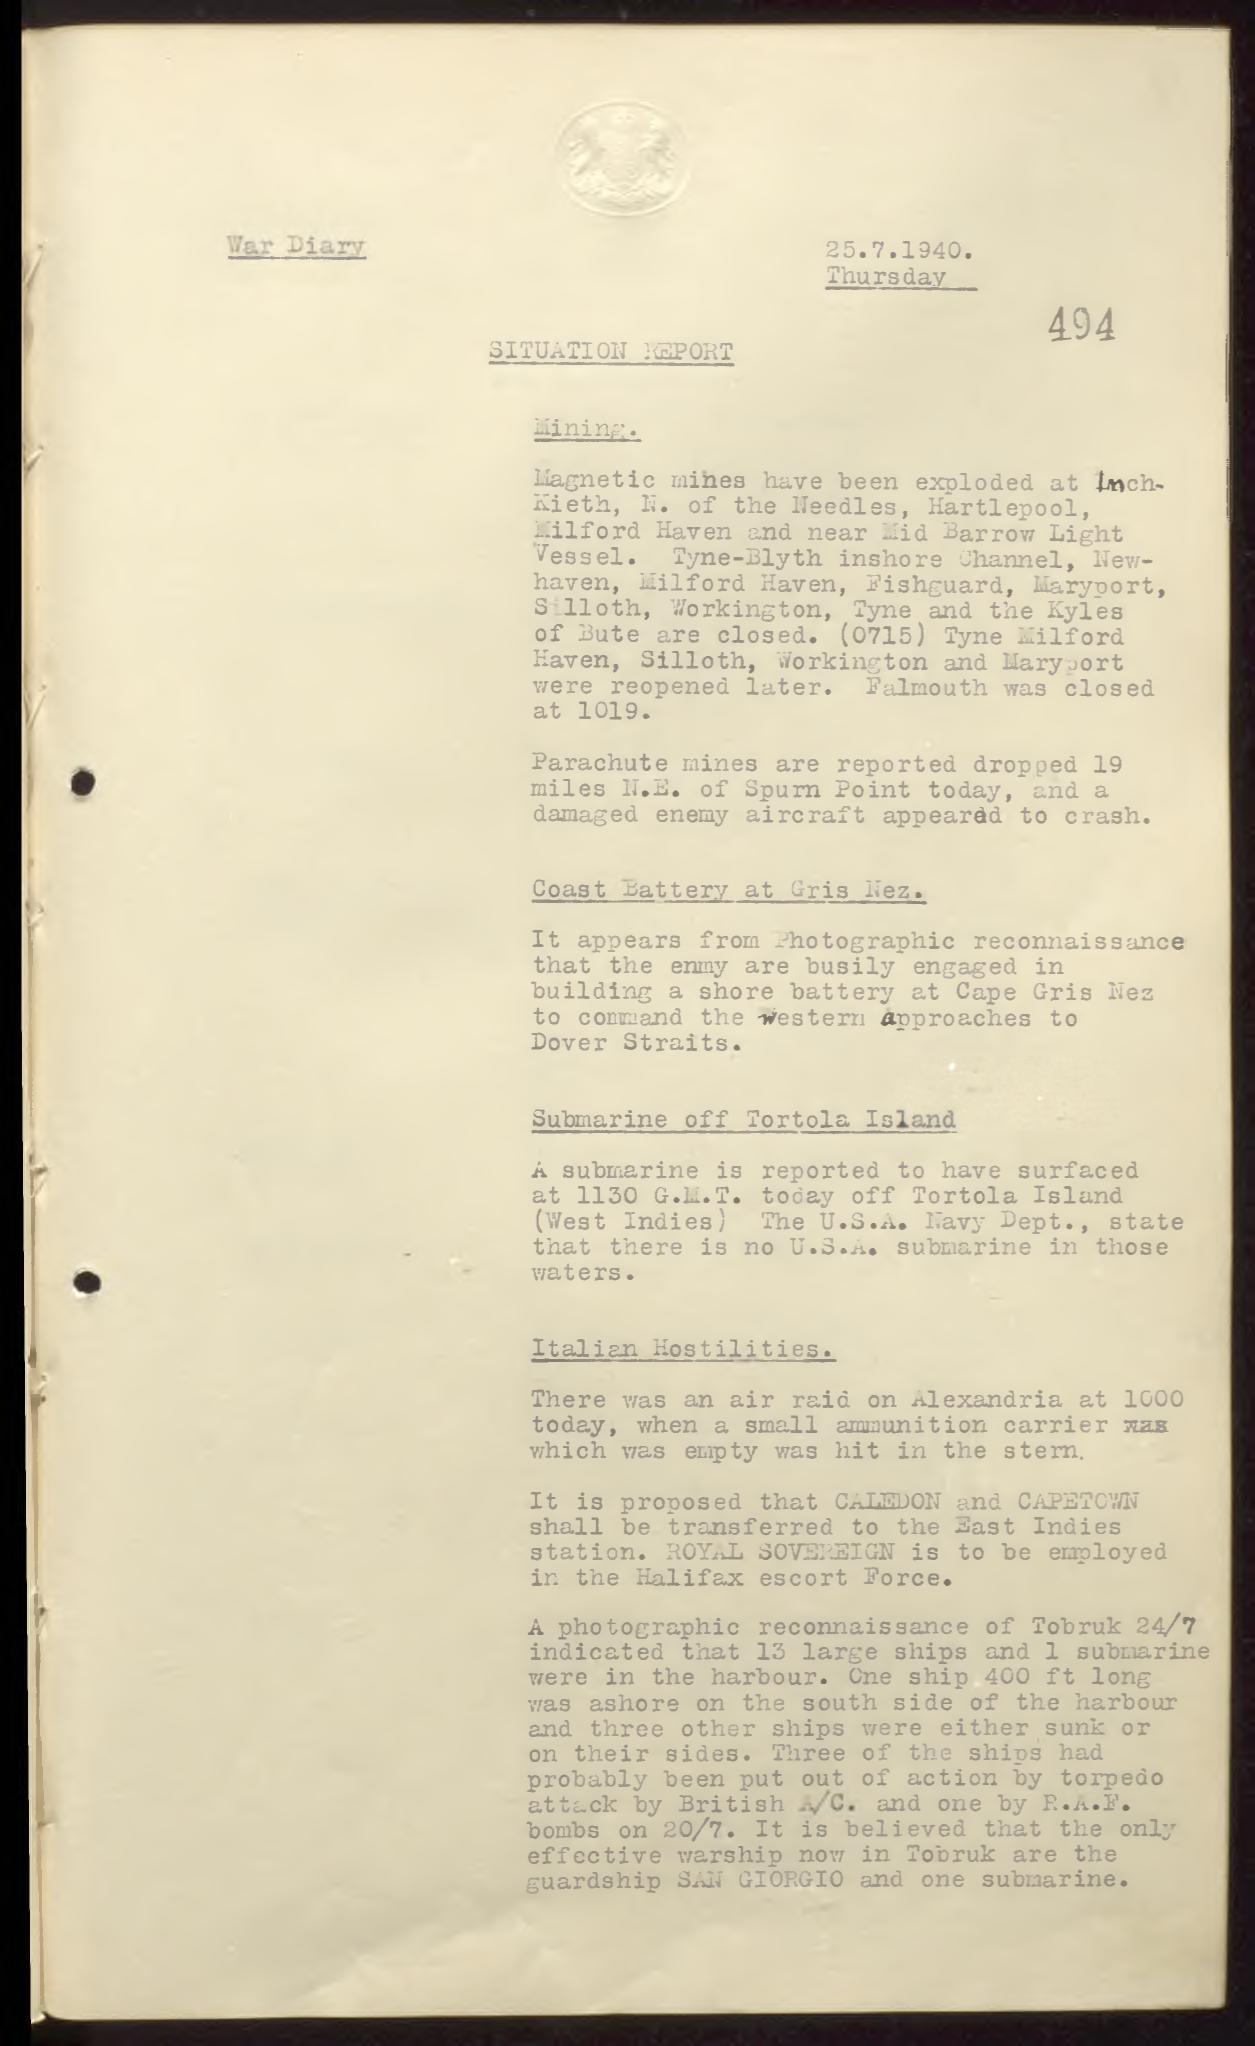 War Diary
25.7.1940.
Thursday
494
SITUATION REPORT
Mining.
Magnetic mines have been exploded at Inch-
Kieth, N. of the Needles, Hartlepool,
Milford Haven and near Mid Barrow Light
Vessel. Tyne-Blyth inshore Channel, New-
haven, Milford Haven, Fishguard, Maryport,
Silloth, Workington, Tyne and the Kyles
of Bute are closed. (0715) Tyne Milford
Haven, Silloth, Workington and Maryport
were reopened later. Falmouth was closed
at 1019.
Parachute mines are reported dropped 19
miles N.E. of Spurn Point today, and a
damaged enemy aircraft appeared to crash.
Coast Battery at Gris Nez.
It appears from Photographic reconnaissance
that the enmy are busily engaged in
building a shore battery at Cape Gris Nez
to command the western approaches to
Dover Straits.
Submarine off Tortola Island
A submarine is reported to have surfaced
at 1130 G.M.T. today off Tortola Island
(West Indies) The U.S.A. Navy Dept., state
that there is no U.S.A. submarine in those
waters.
Italian Hostilities.
There was an air raid on Alexandria at 1000
today, when a small ammunition carrier was
which was empty was hit in the stern.
It is proposed that CALEDON and CAPETOWN
shall be transferred to the East Indies
station. ROYAL SOVEREIGN is to be employed
in the Halifax escort Force.
A photographic reconnaissance of Tobruk 24/7
indicated that 13 large ships and 1 submarine
were in the harbour. One ship 400 ft long
was ashore on the south side of the harbour
and three other ships were either sunk or
on their sides. Three of the ships had
probably been put out of action by torpedo
attack by British A/C. and one by R.A.F.
bombs on 20/7. It is believed that the only
effective warship now in Tobruk are the
guardship SAN GIORGIO and one submarine.